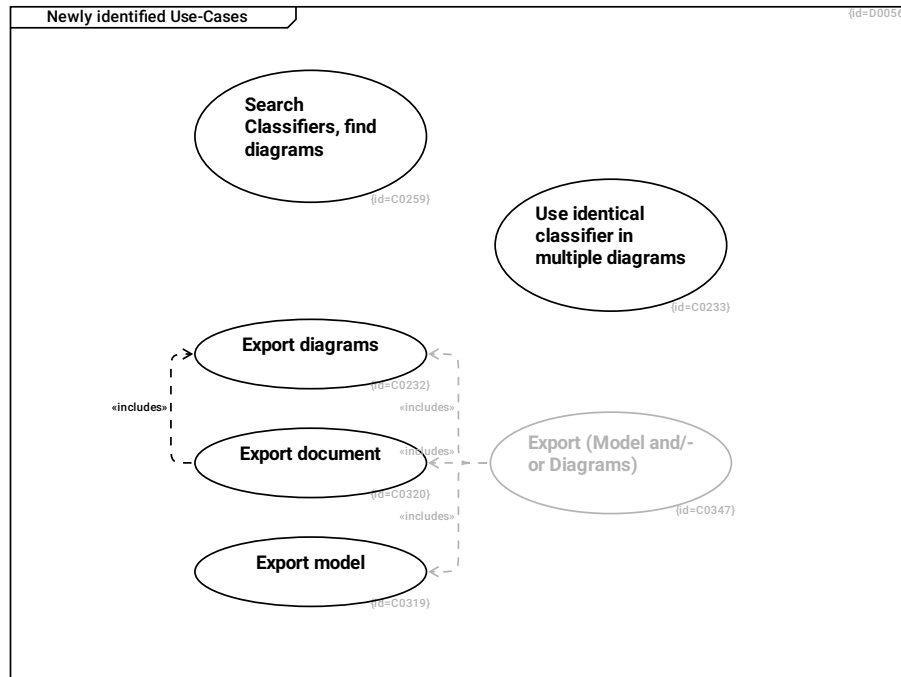 Newly identified Use-Cases
{id=D0056
Search
Classifiers, find
diagrams
{id=C0259}
Use identical
classifier in
multiple diagrams
{id=C0233}
Export diagrams
{id=C0232}
«includes»
«includes»
Export (Model and/-
or Diagrams)
{id=C0347}
Export document
«includes»
{id=C0320}
«includes»
Export model
{id=C0319}